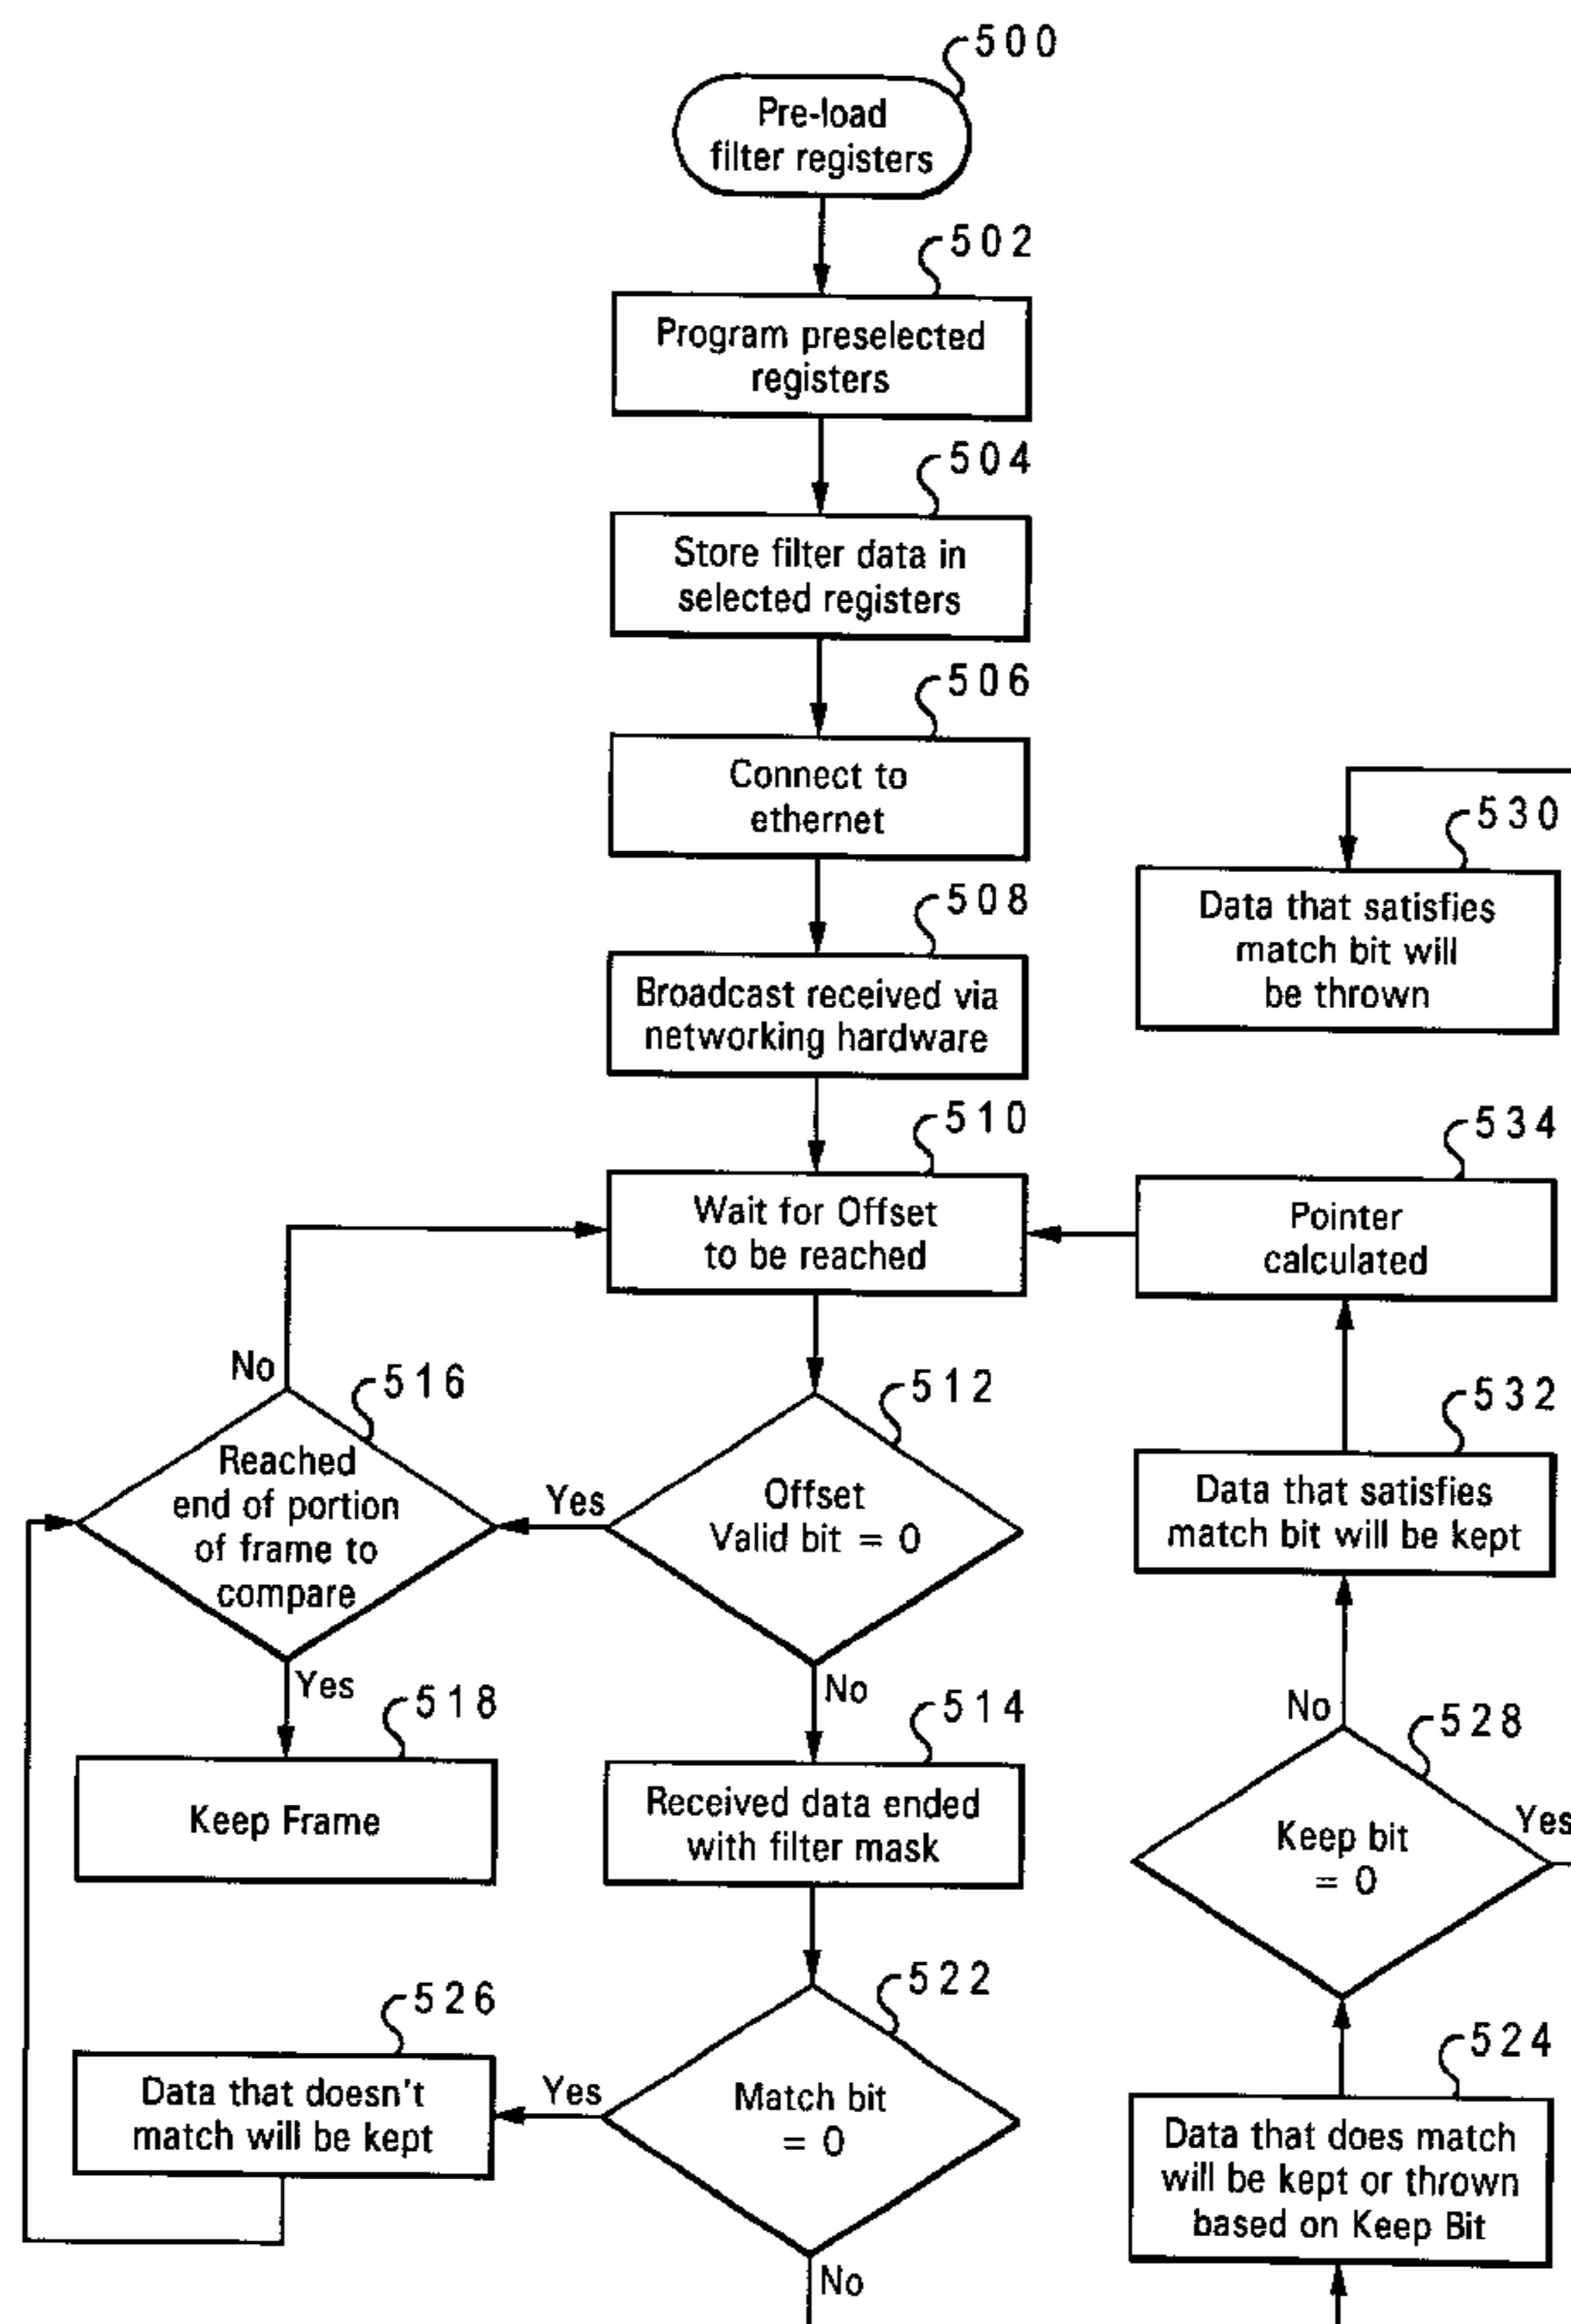 500
Pre-load
filter registers
502
Program preselected
registers
504
Store filter data in
selected registers
506
Connect to
ethernet
508
Broadcast received via
networking hardware
510
Wait for Offset
to be reached
512
Offset
Valid bit = 0
Yes
No
516
Reached
end of portion
of frame to
compare
No
Yes
518
Keep Frame
514
Received data ended
with filter mask
522
Match bit
= 0
Yes
No
526
Data that doesn't
match will be kept
524
Data that does match
will be kept or thrown
based on Keep Bit
528
Keep bit
= 0
No
Yes
532
Data that satisfies
match bit will be kept
534
Pointer
calculated
530
Data that satisfies
match bit will
be thrown